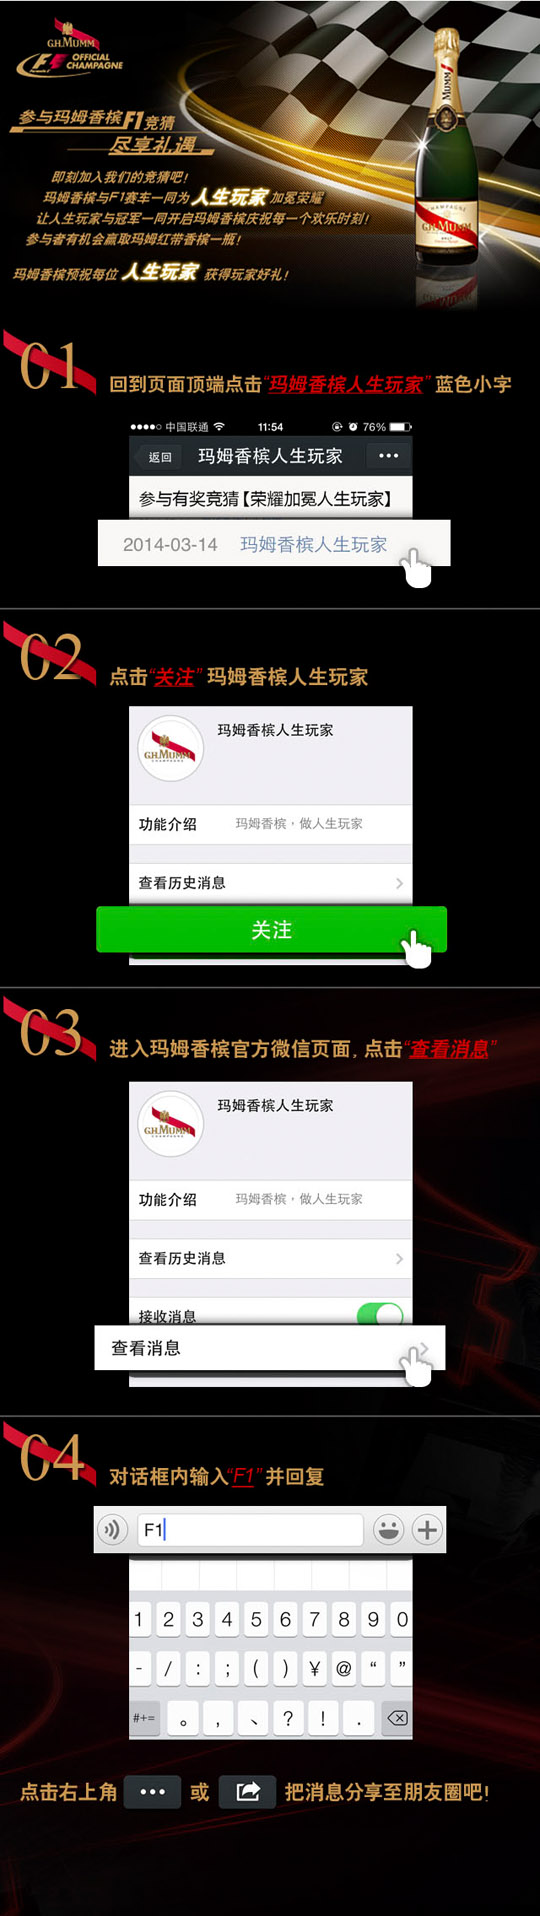 G.H.MUMM
F1 OFFICIAL
Formula 1 CHAMPAGNE
参与玛姆香槟F1竞猜
尽享礼遇
即刻加入我们的竞猜吧！
玛姆香槟与F1赛车一同为 人生玩家 加冕荣耀
让人生玩家与冠军一同开启玛姆香槟庆祝每一个欢乐时刻！
参与者有机会赢取玛姆红带香槟一瓶！
玛姆香槟预祝每位 人生玩家 获得玩家好礼！
MUMM
CHAMPAGNE
G.H.MUMM
BRUT
01
回到页面顶端点击“玛姆香槟人生玩家” 蓝色小字
中国联通 11:54 76%
返回 玛姆香槟人生玩家
参与有奖竞猜【荣耀加冕人生玩家】
2014-03-14 玛姆香槟人生玩家
02
点击“关注” 玛姆香槟人生玩家
玛姆香槟人生玩家
G.H.MUMM
CHAMPAGNE
功能介绍 玛姆香槟，做人生玩家
查看历史消息
关注
03
进入玛姆香槟官方微信页面, 点击“查看消息”
玛姆香槟人生玩家
G.H.MUMM
CHAMPAGNE
功能介绍 玛姆香槟，做人生玩家
查看历史消息
接收消息
查看消息
04
对话框内输入“F1” 并回复
F1
1 2 3 4 5 6 7 8 9 0
- / : ; ( ) ¥ @ “ ”
#+= 。 , 、 ? ! .
点击右上角 ••• 或 把消息分享至朋友圈吧!